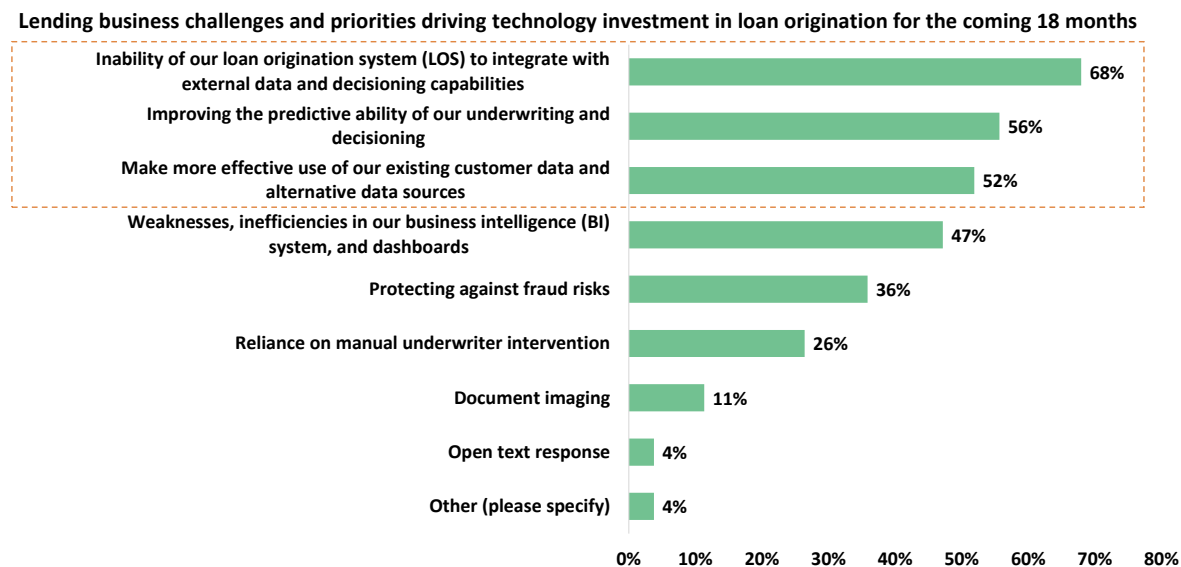 Lending business challenges and priorities driving technology investment in loan origination for the coming 18 months
Inability of our loan origination system (LOS) to integrate with
external data and decisioning capabilities
68%
Improving the predictive ability of our underwriting and
decisioning
56%
Make more effective use of our existing customer data and
alternative data sources
52%
Weaknesses, inefficiencies in our business intelligence (BI)
system, and dashboards
47%
Protecting against fraud risks
36%
Reliance on manual underwriter intervention
26%
Document imaging
11%
Open text response
4%
Other (please specify)
4%
0% 10% 20% 30% 40% 50% 60% 70% 80%